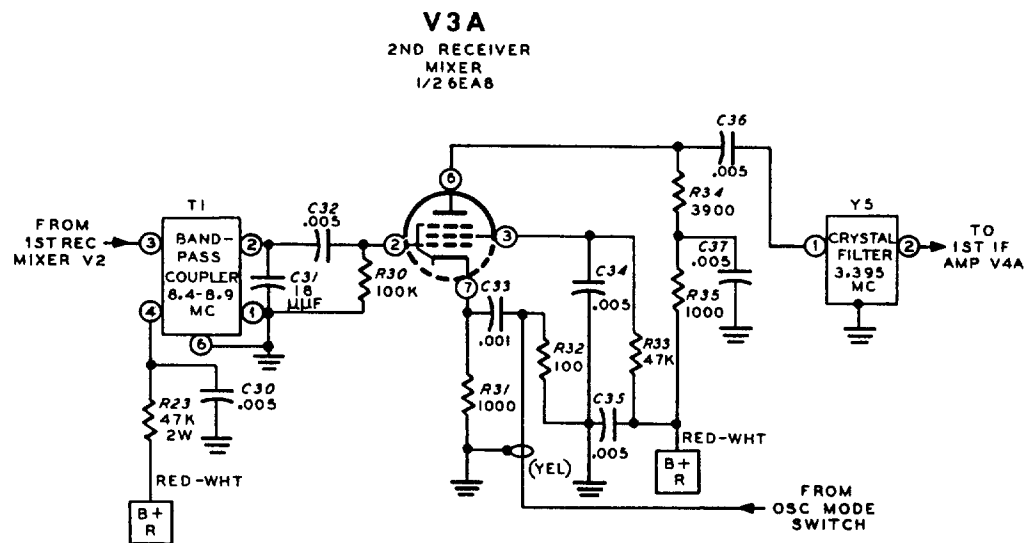 V3A
2ND RECEIVER
MIXER
1/2 6EA8
FROM
1ST REC
MIXER V2
T1
3
BAND-
PASS
COUPLER
8.4-8.9
MC
2
1
4
6
C32
.005
C31
18
μμF
R30
100K
2
6
3
7
C33
.001
R31
1000
R32
100
C34
.005
R33
47K
C35
.005
R34
3900
C36
.005
C37
.005
R35
1000
Y5
1
CRYSTAL
FILTER
3.395
MC
2
TO
1ST IF
AMP V4A
R23
47K
2W
C30
.005
RED-WHT
B+
R
(YEL)
RED-WHT
B+
R
FROM
OSC MODE
SWITCH